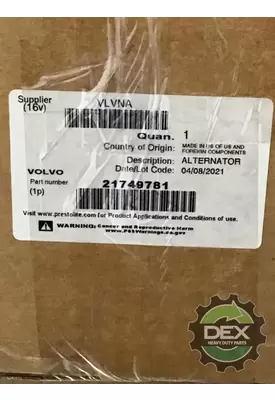 Supplier
(16v)
VLVNA
Quan. 1
Country of Origin: MADE IN US OF US AND
FOREIGN COMPONENTS
Description: ALTERNATOR
Date/Lot Code: 04/08/2021
VOLVO
Part number
(1p)
21749781
Visit www.prestolite.com for Product Applications and Conditions of use.
WARNING: Cancer and Reproductive Harm
www.P65Warnings.ca.gov
DEX
HEAVY DUTY PARTS